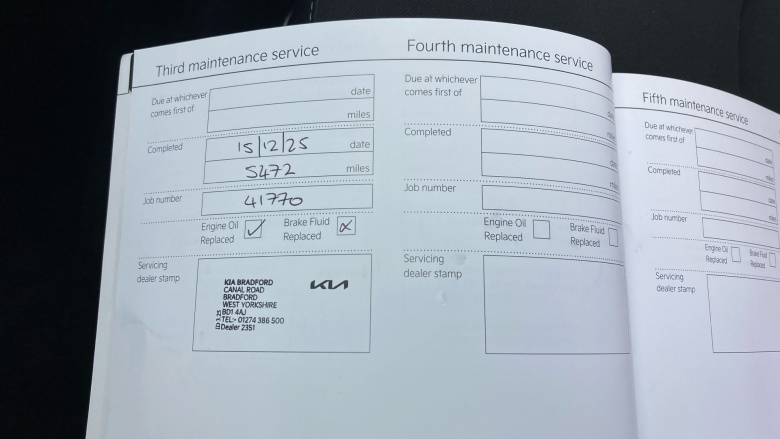 Third maintenance service
Due at whichever
comes first of
date
miles
Completed
15/12/25 date
5472 miles
Job number
41770
Engine Oil
Replaced
Brake Fluid
Replaced
Servicing
dealer stamp
KIA BRADFORD
CANAL ROAD
BRADFORD
WEST YORKSHIRE
BD1 4AJ
TEL:- 01274 386 500
Dealer 2351
KIA
Fourth maintenance service
Due at whichever
comes first of
Completed
Job number
Engine Oil
Replaced
Brake Fluid
Replaced
Servicing
dealer stamp
Fifth maintenance service
Due at whichever
comes first of
Completed
Job number
Engine Oil
Replaced
Brake Fluid
Replaced
Servicing
dealer stamp